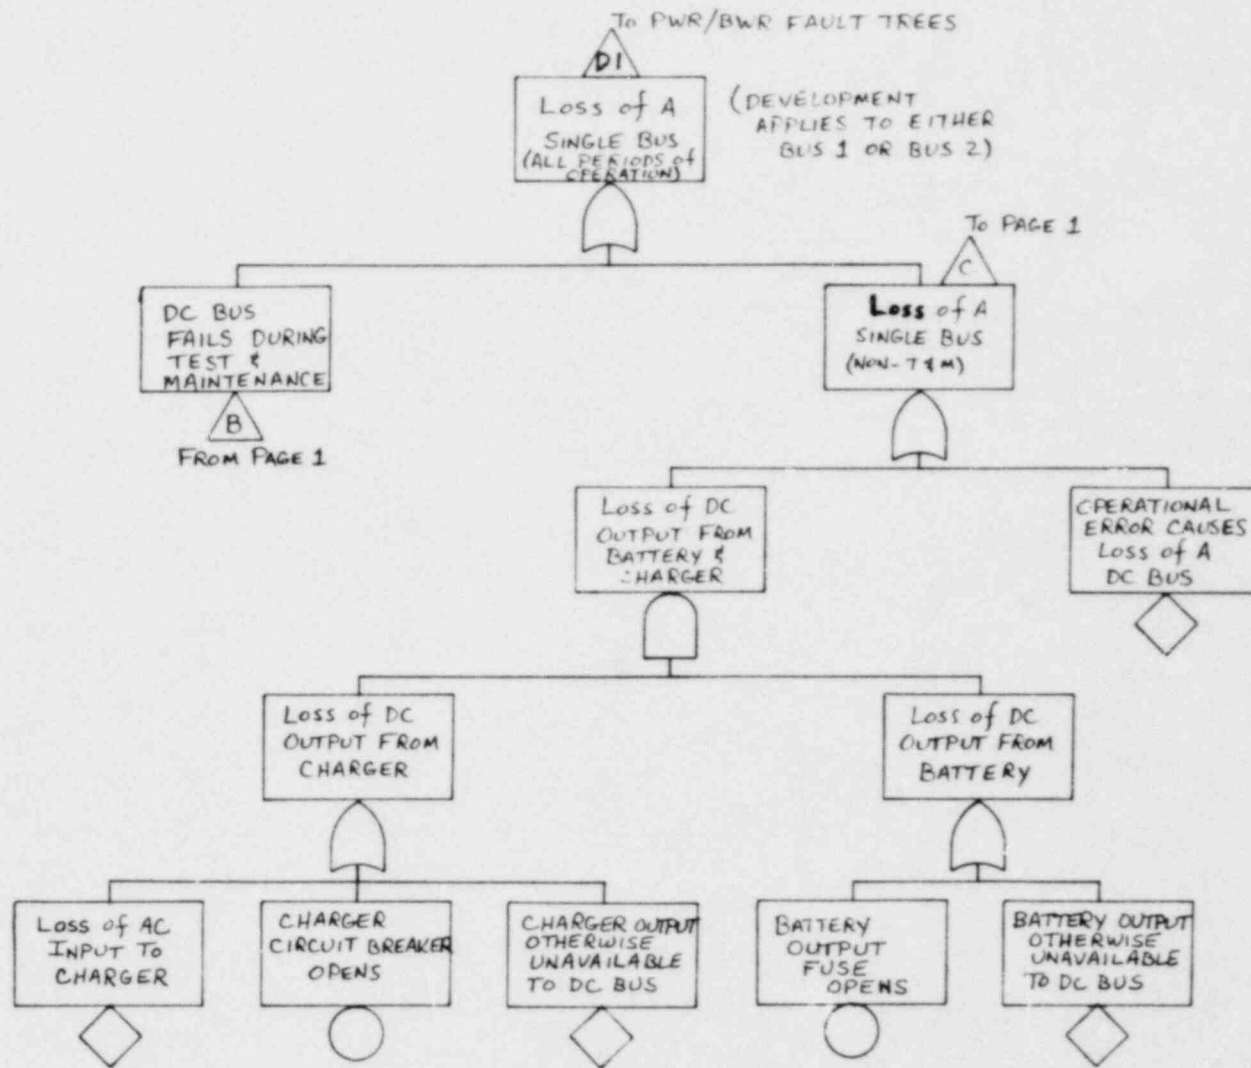 To PWR/BWR FAULT TREES
D1
Loss of A
SINGLE BUS
(ALL PERIODS of
OPERATION)
(DEVELOPMENT
APPLIES TO EITHER
BUS 1 OR BUS 2)
To PAGE 1
C
DC BUS
FAILS DURING
TEST &
MAINTENANCE
B
FROM PAGE 1
Loss of A
SINGLE BUS
(NON-T&M)
Loss of DC
OUTPUT FROM
BATTERY &
CHARGER
OPERATIONAL
ERROR CAUSES
Loss of A
DC BUS
Loss of DC
OUTPUT FROM
CHARGER
Loss of DC
OUTPUT FROM
BATTERY
Loss of AC
INPUT TO
CHARGER
CHARGER
CIRCUIT BREAKER
OPENS
CHARGER OUTPUT
OTHERWISE
UNAVAILABLE
TO DC BUS
BATTERY
OUTPUT
FUSE
OPENS
BATTERY OUTPUT
OTHERWISE
UNAVAILABLE
TO DC BUS